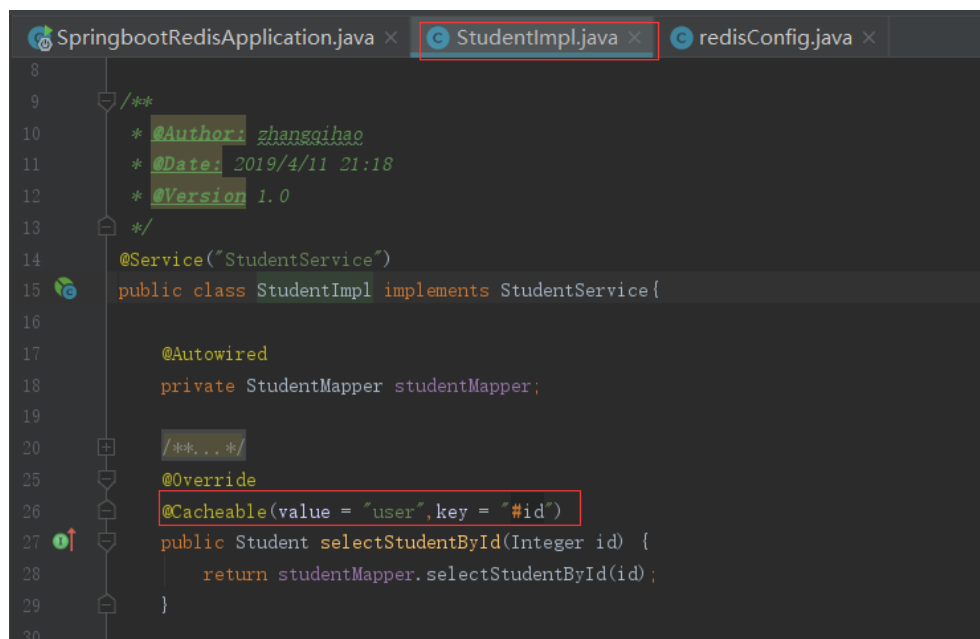 SpringbootRedisApplication.java × StudentImpl.java × redisConfig.java ×
8
9 /**
10 * @Author: zhangqihao
11 * @Date: 2019/4/11 21:18
12 * @Version 1.0
13 */
14 @Service("StudentService")
15 public class StudentImpl implements StudentService{
16
17 @Autowired
18 private StudentMapper studentMapper;
19
20 /**...*/
25 @Override
26 @Cacheable(value = "user",key = "#id")
27 public Student selectStudentById(Integer id) {
28 return studentMapper.selectStudentById(id);
29 }
30